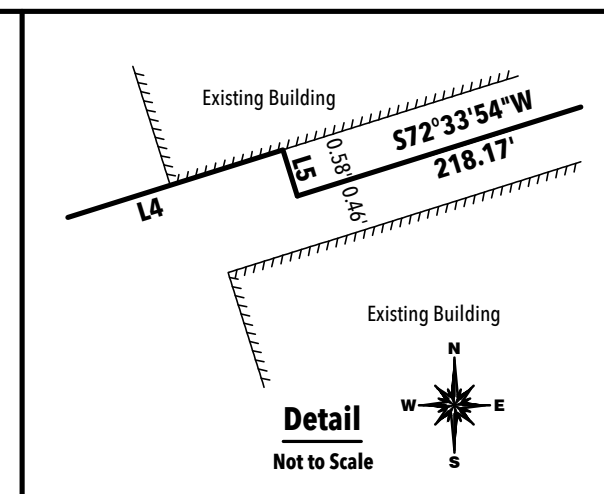 Existing Building
S72°33'54"W
218.17'
0.58'
0.46'
L5
L4
Existing Building
N
W
E
S
Detail
Not to Scale